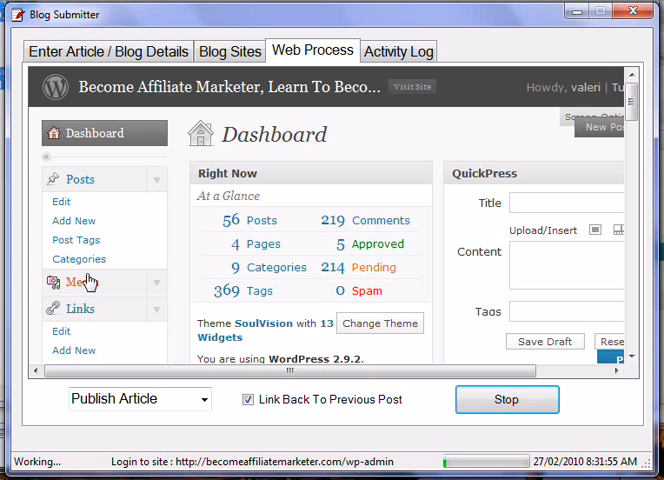 Blog Submitter
Enter Article / Blog Details Blog Sites Web Process Activity Log
Become Affiliate Marketer, Learn To Beco... Visit Site Howdy, valeri | Tu
Screen Optio
New Pos
Dashboard
Dashboard
Posts
Edit
Add New
Post Tags
Categories
Links
Edit
Add New
Right Now
At a Glance
56 Posts 219 Comments
4 Pages 5 Approved
9 Categories 214 Pending
369 Tags 0 Spam
Theme SoulVision with 13 Change Theme
Widgets
You are using WordPress 2.9.2.
QuickPress
Title
Upload/Insert
Content
Tags
Save Draft Rese
P
Publish Article Link Back To Previous Post Stop
Working... Login to site : http://becomeaffiliatemarketer.com/wp-admin 27/02/2010 8:31:55 AM